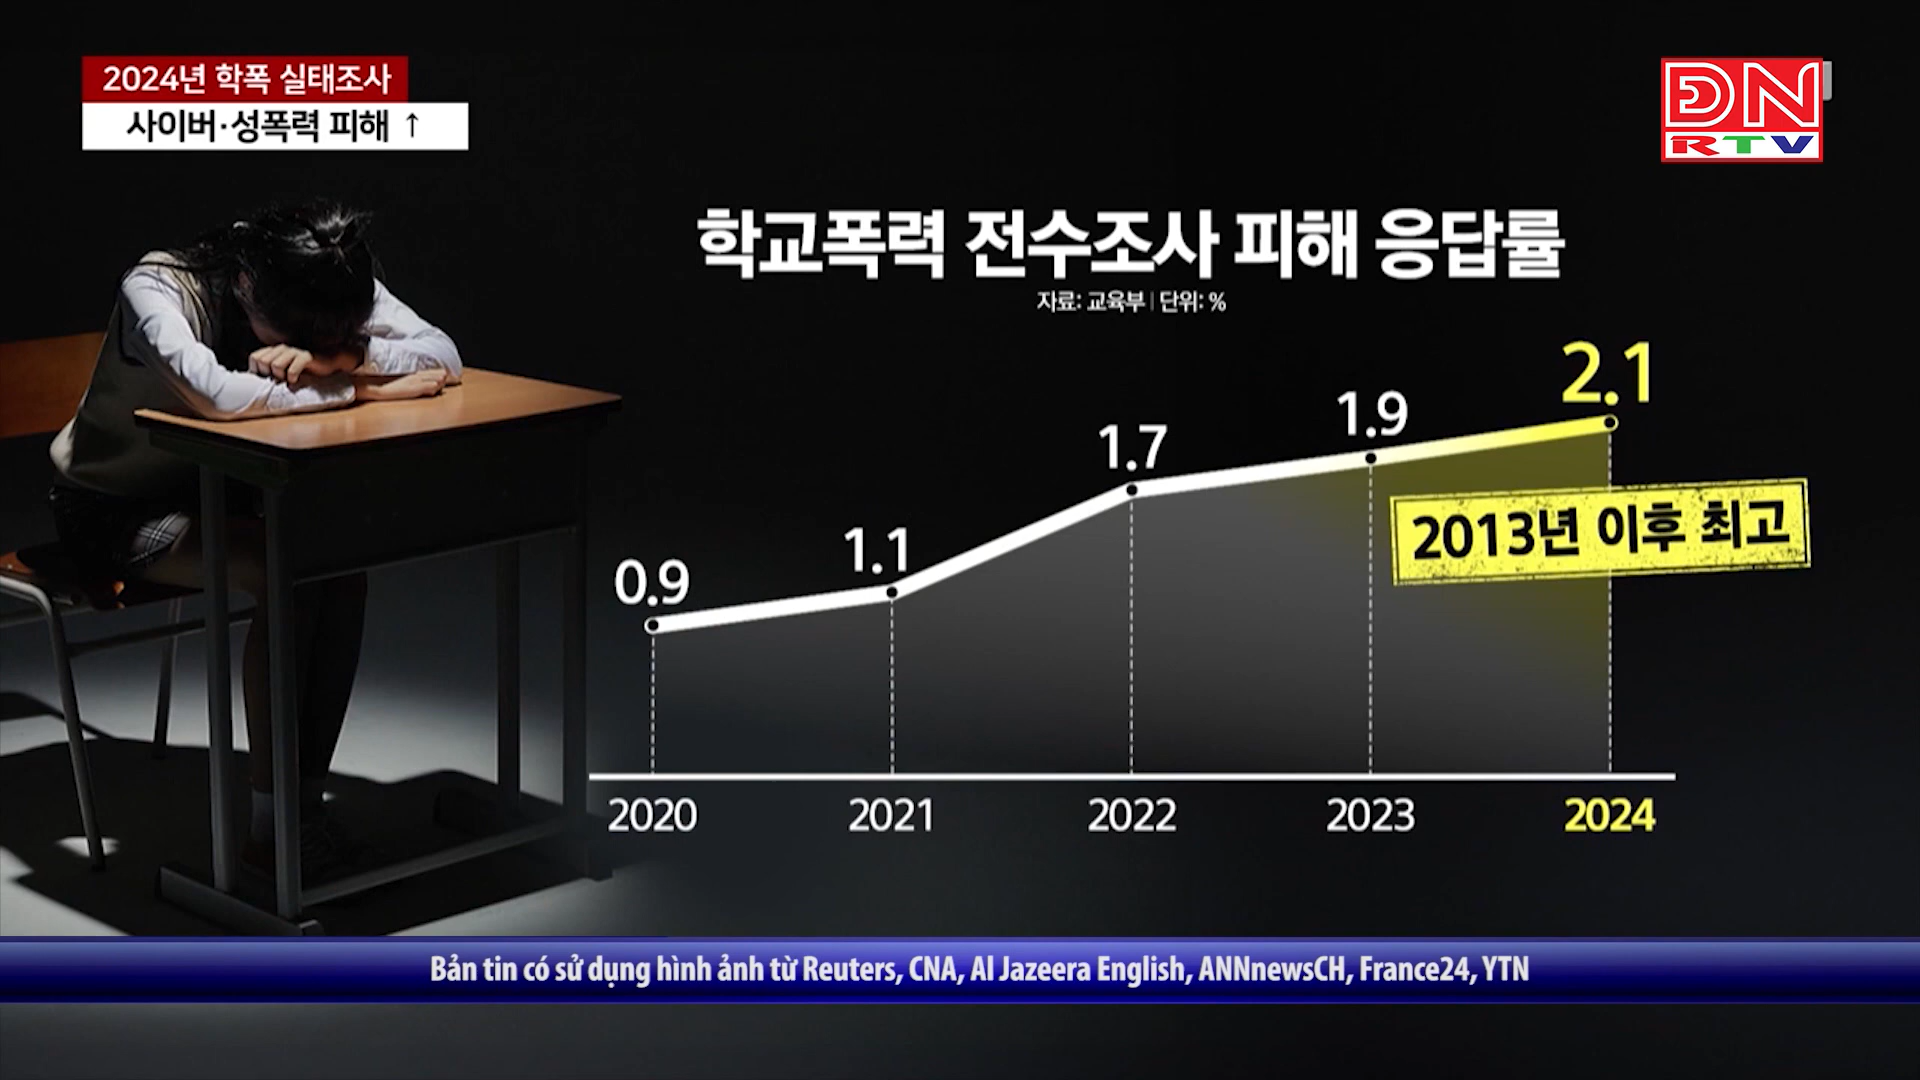 2024년 학폭 실태조사
사이버·성폭력 피해 ↑
ĐN
RTV
학교폭력 전수조사 피해 응답률
자료: 교육부 | 단위: %
0.9
1.1
1.7
1.9
2.1
2013년 이후 최고
2020 2021 2022 2023 2024
Bản tin có sử dụng hình ảnh từ Reuters, CNA, Al Jazeera English, ANNnewsCH, France24, YTN